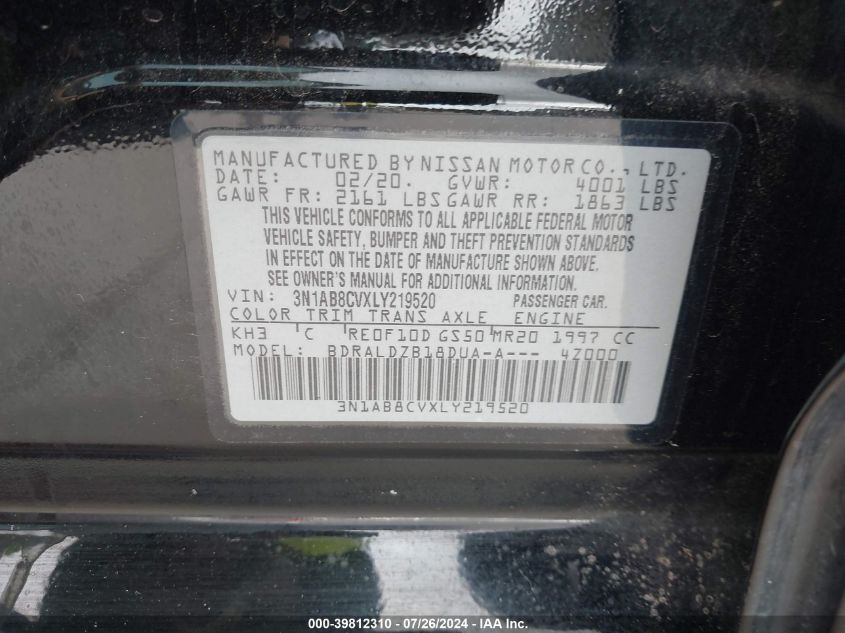 MANUFACTURED BY NISSAN MOTOR CO., LTD.
DATE: 02/20. GVWR: 4001 LBS
GAWR FR: 2161 LBS GAWR RR: 1863 LBS
THIS VEHICLE CONFORMS TO ALL APPLICABLE FEDERAL MOTOR
VEHICLE SAFETY, BUMPER AND THEFT PREVENTION STANDARDS
IN EFFECT ON THE DATE OF MANUFACTURE SHOWN ABOVE.
SEE OWNER'S MANUAL FOR ADDITIONAL INFORMATION.
VIN: 3N1AB8CVXLY219520 PASSENGER CAR.
COLOR TRIM TRANS AXLE ENGINE
KH3 'C RE0F10D GS50 MR20 1997 CC
MODEL: BDRALDZB18DUA-A--- 4Z000
3N1AB8CVXLY219520
000-39812310 - 07/26/2024 - IAA Inc.